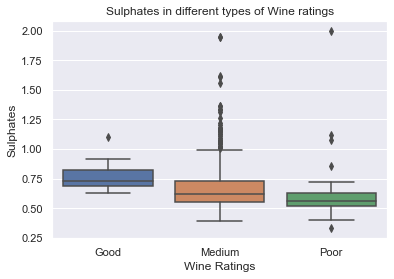 Sulphates in different types of Wine ratings
2.00
1.75
1.50
1.25
1.00
0.75
0.50
0.25
Sulphates
Good Medium Poor
Wine Ratings